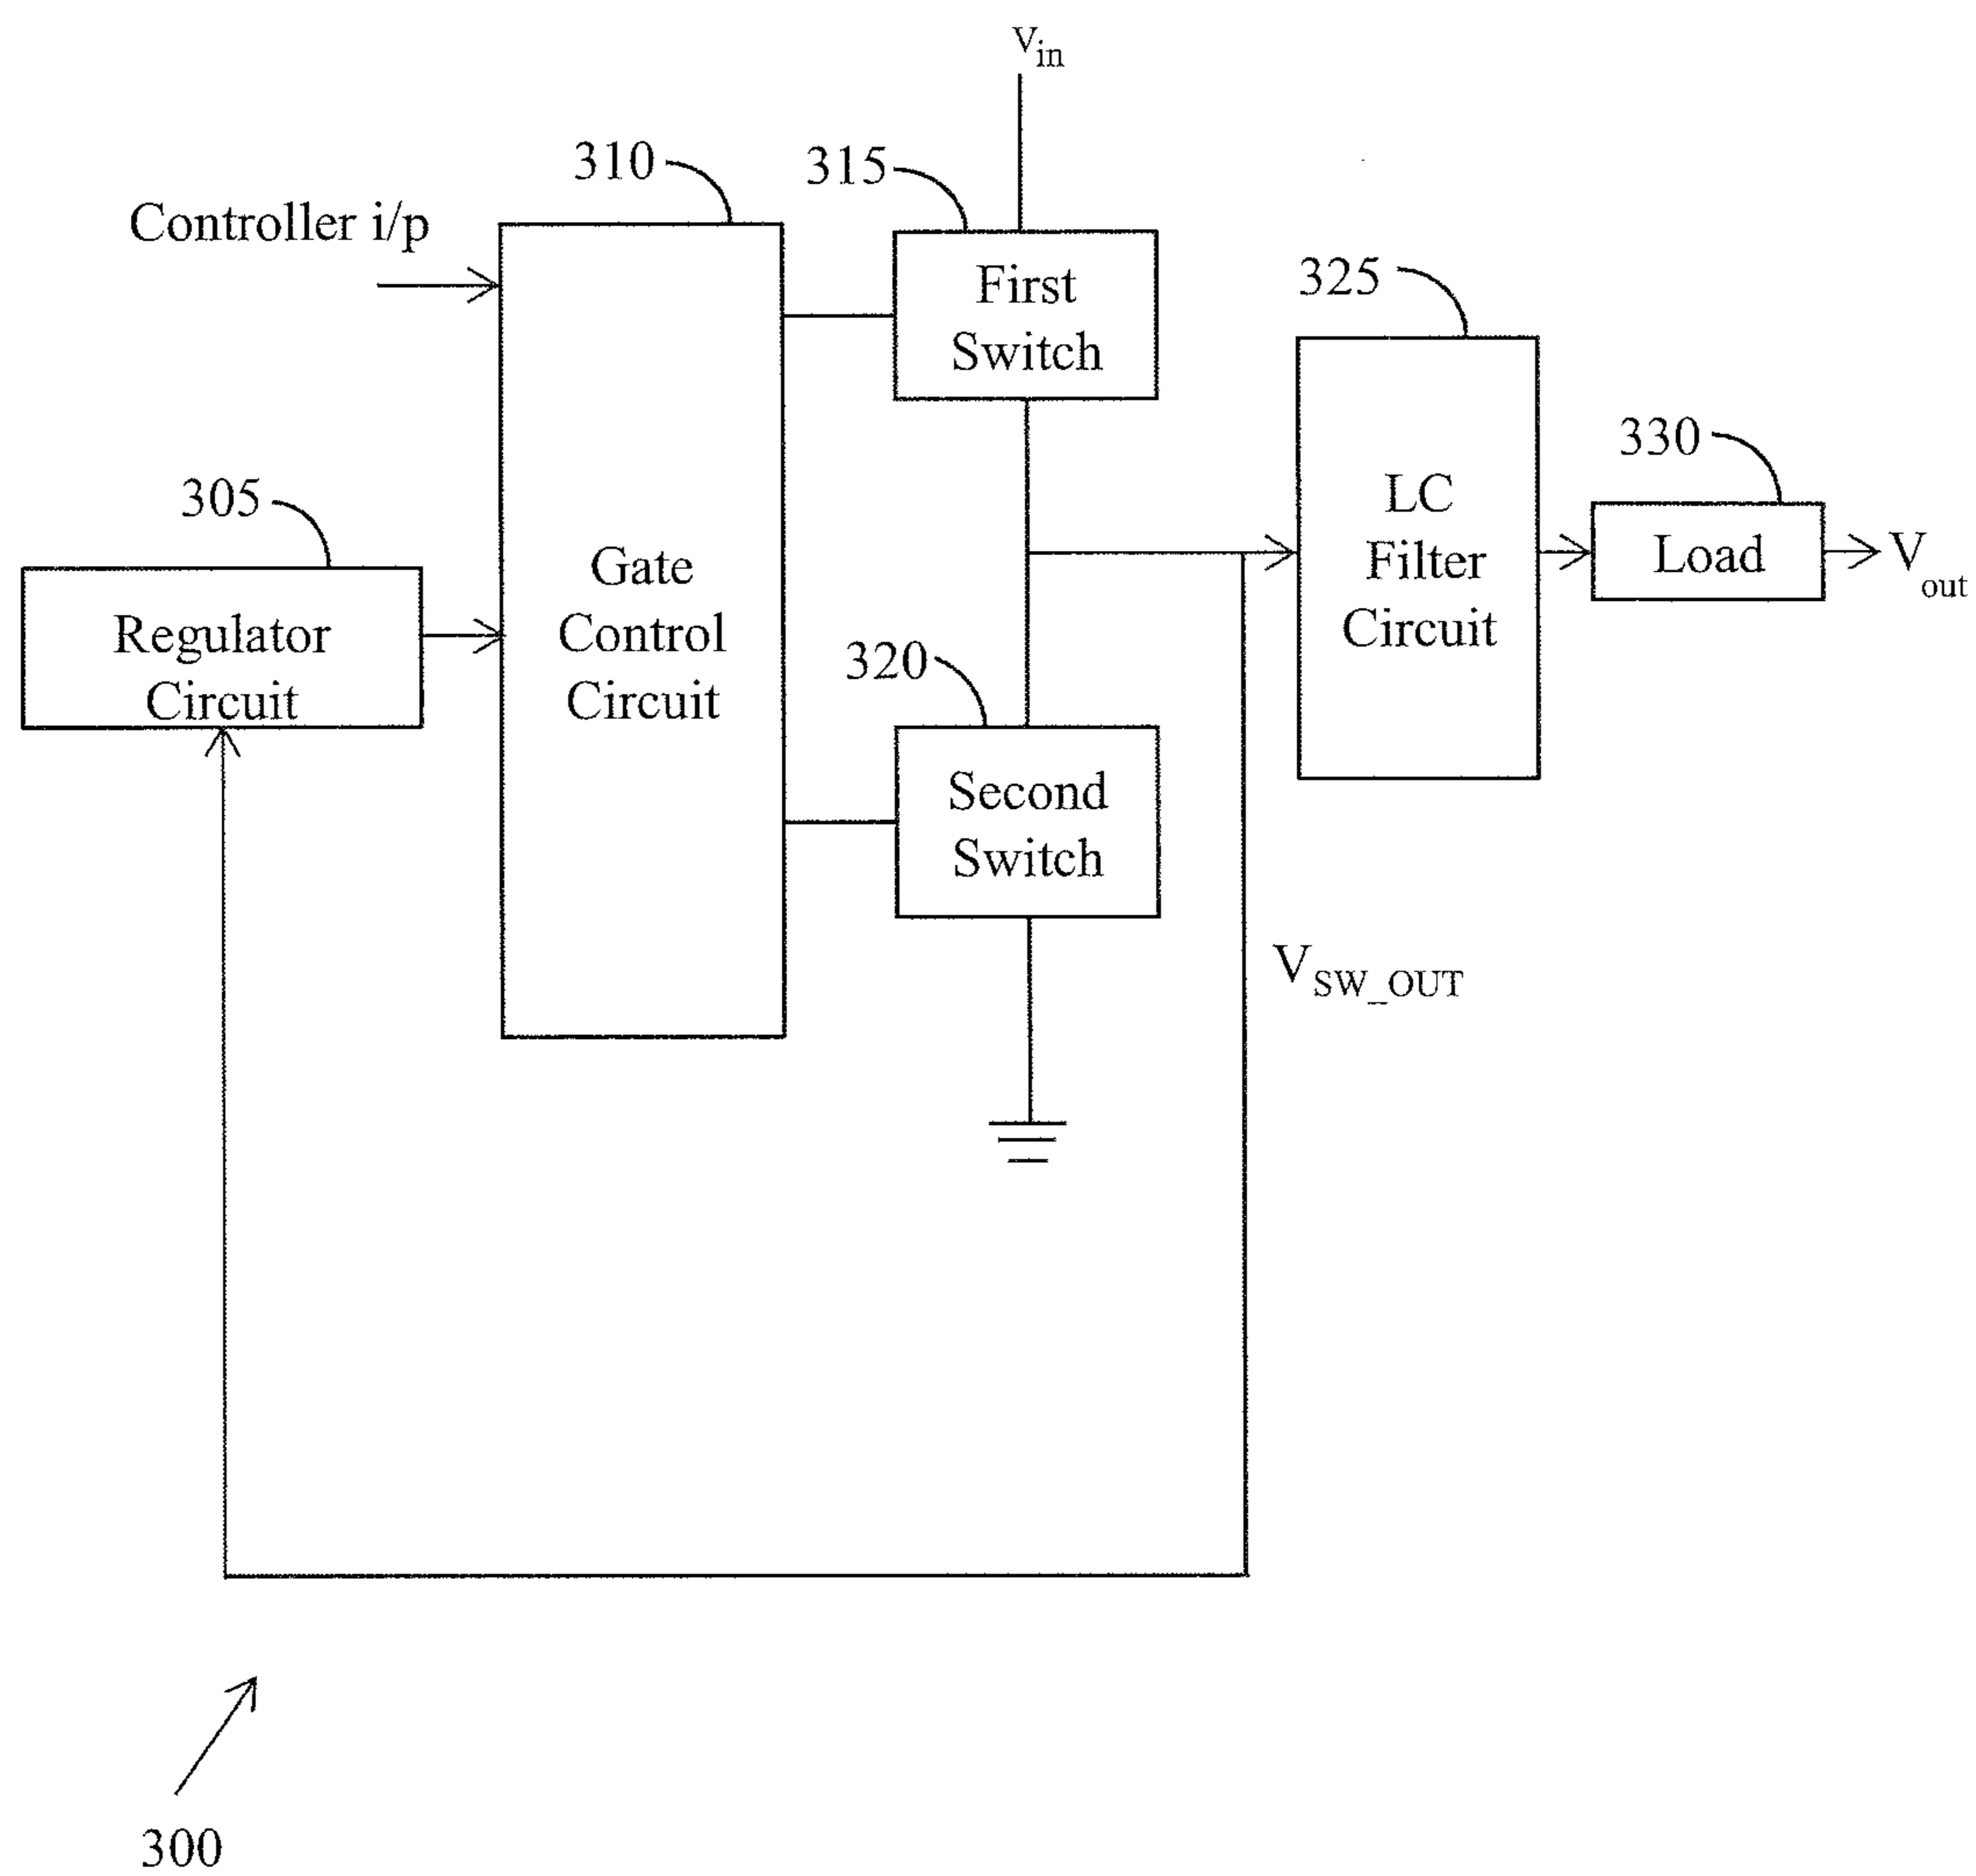 Vin
310
315
Controller i/p
First
Switch
325
330
LC
Filter
Circuit
Load
Vout
305
Gate
Control
Circuit
Regulator
Circuit
320
Second
Switch
VSW_OUT
300